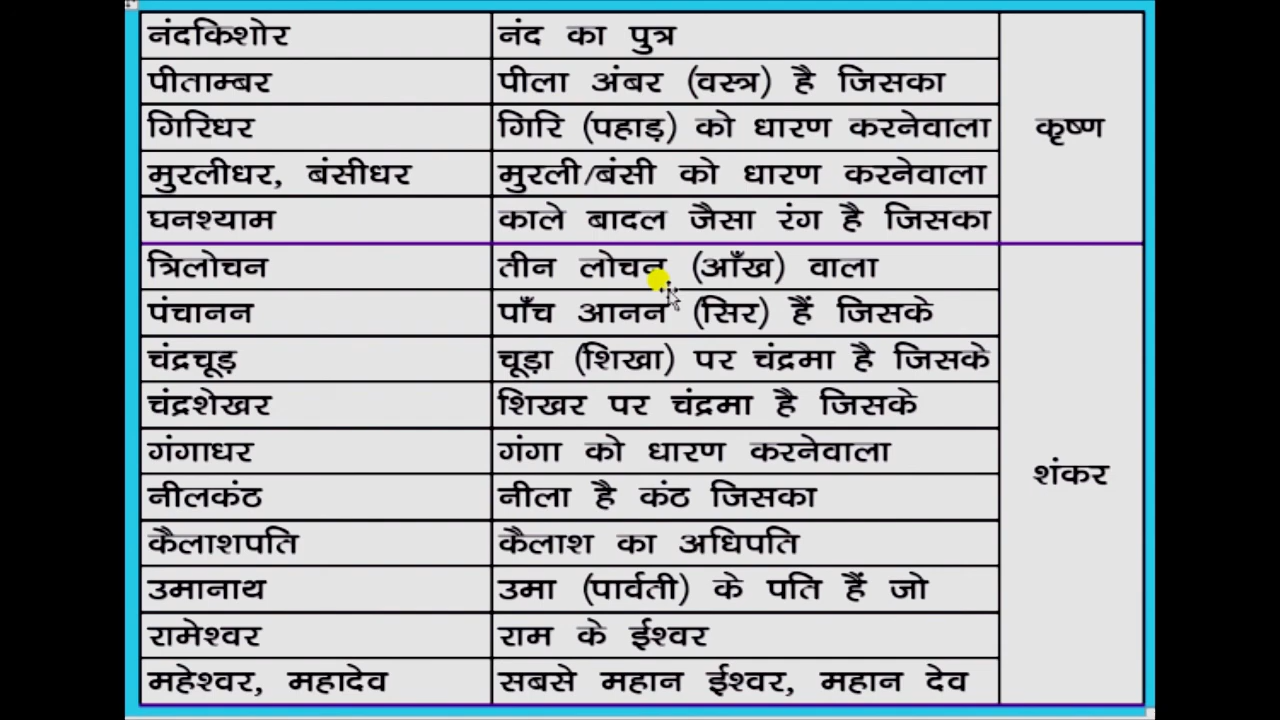 नंदकिशोर नंद का पुत्र
पीताम्बर पीला अंबर (वस्त्र) है जिसका
गिरिधर गिरि (पहाड़) को धारण करनेवाला
कृष्ण
मुरलीधर, बंसीधर मुरली/बंसी को धारण करनेवाला
घनश्याम काले बादल जैसा रंग है जिसका
त्रिलोचन तीन लोचन (आँख) वाला
पंचानन पाँच आनन (सिर) हैं जिसके
चंद्रचूड़ चूड़ा (शिखा) पर चंद्रमा है जिसके
चंद्रशेखर शिखर पर चंद्रमा है जिसके
गंगाधर गंगा को धारण करनेवाला
शंकर
नीलकंठ नीला है कंठ जिसका
कैलाशपति कैलाश का अधिपति
उमानाथ उमा (पार्वती) के पति हैं जो
रामेश्वर राम के ईश्वर
महेश्वर, महादेव सबसे महान ईश्वर, महान देव